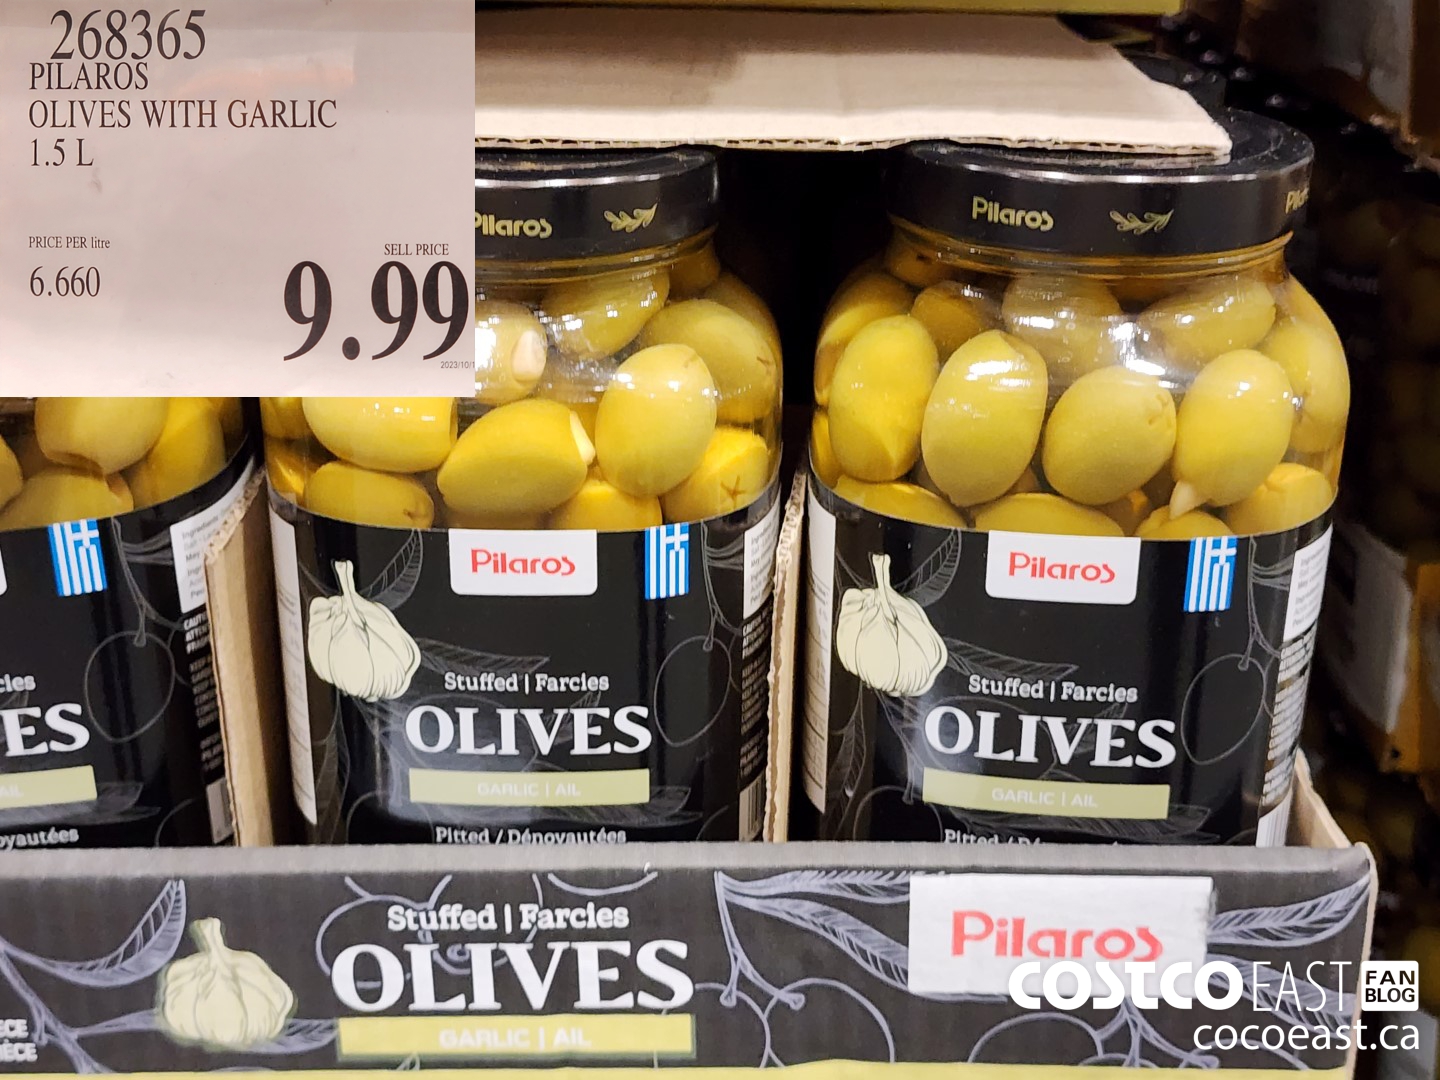 268365
PILAROS
OLIVES WITH GARLIC
1.5 L
PRICE PER litre
6.660
SELL PRICE
9.99
Pilaros
Pilaros
Pilaros
Pilaros
Stuffed | Farcies
OLIVES
GARLIC | AIL
Pitted / Dénoyautées
Stuffed | Farcies
OLIVES
GARLIC | AIL
Pitted
Stuffed | Farcies
OLIVES
GARLIC | AIL
Pilaros
COSTCO EAST FAN BLOG
cocoeast.ca